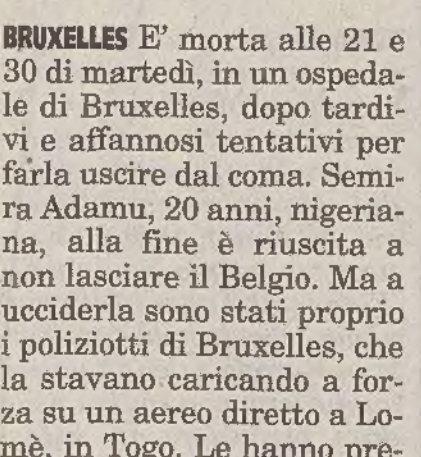 BRUXELLES E’ morta alle 21 e
30 di martedì, in un ospeda-
le di Bruxelles, dopo tardi-
vi e affannosi tentativi per
farla uscire dal coma. Semi-
ra Adamu, 20 anni, nigeria-
na, alla fine è riuscita a
non lasciare il Belgio. Ma a
ucciderla sono stati proprio
i poliziotti di Bruxelles, che
la stavano caricando a for-
za su un aereo diretto a Lo-
mè, in Togo. Le hanno pre-